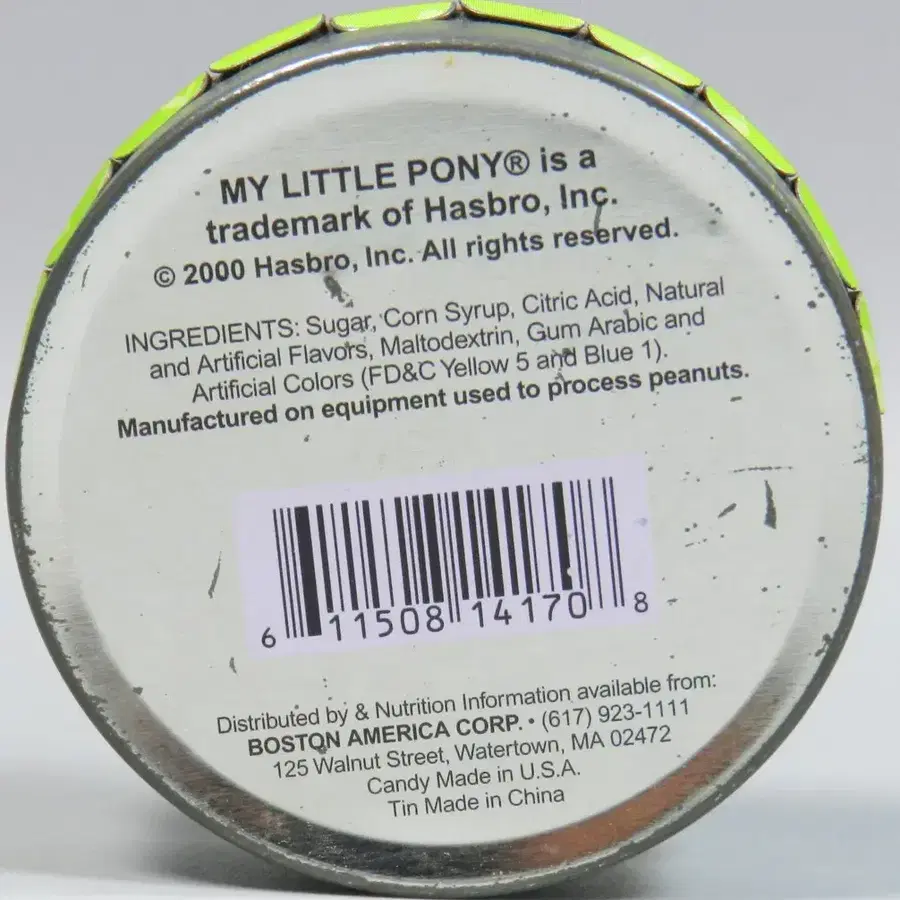 MY LITTLE PONY® is a
trademark of Hasbro, Inc.
© 2000 Hasbro, Inc. All rights reserved.
INGREDIENTS: Sugar, Corn Syrup, Citric Acid, Natural
and Artificial Flavors, Maltodextrin, Gum Arabic and
Artificial Colors (FD&C Yellow 5 and Blue 1).
Manufactured on equipment used to process peanuts.
6 11508 14170 8
Distributed by & Nutrition Information available from:
BOSTON AMERICA CORP. • (617) 923-1111
125 Walnut Street, Watertown, MA 02472
Candy Made in U.S.A.
Tin Made in China